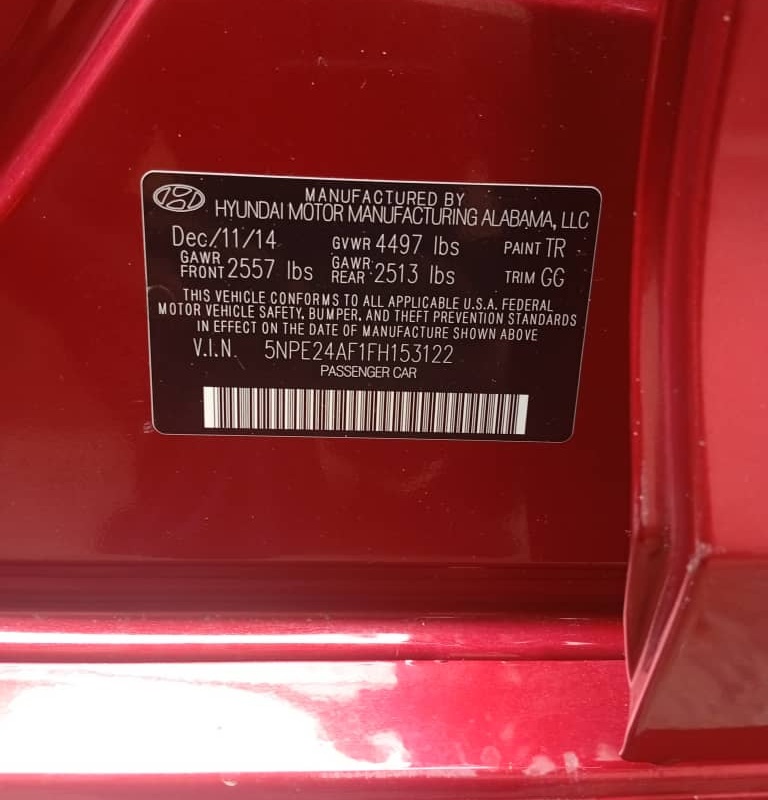 MANUFACTURED BY
HYUNDAI MOTOR MANUFACTURING ALABAMA, LLC
Dec/11/14 GVWR 4497 lbs PAINT TR
GAWR FRONT 2557 lbs GAWR REAR 2513 lbs TRIM GG
THIS VEHICLE CONFORMS TO ALL APPLICABLE U.S.A. FEDERAL
MOTOR VEHICLE SAFETY, BUMPER, AND THEFT PREVENTION STANDARDS
IN EFFECT ON THE DATE OF MANUFACTURE SHOWN ABOVE
V.I.N. 5NPE24AF1FH153122
PASSENGER CAR